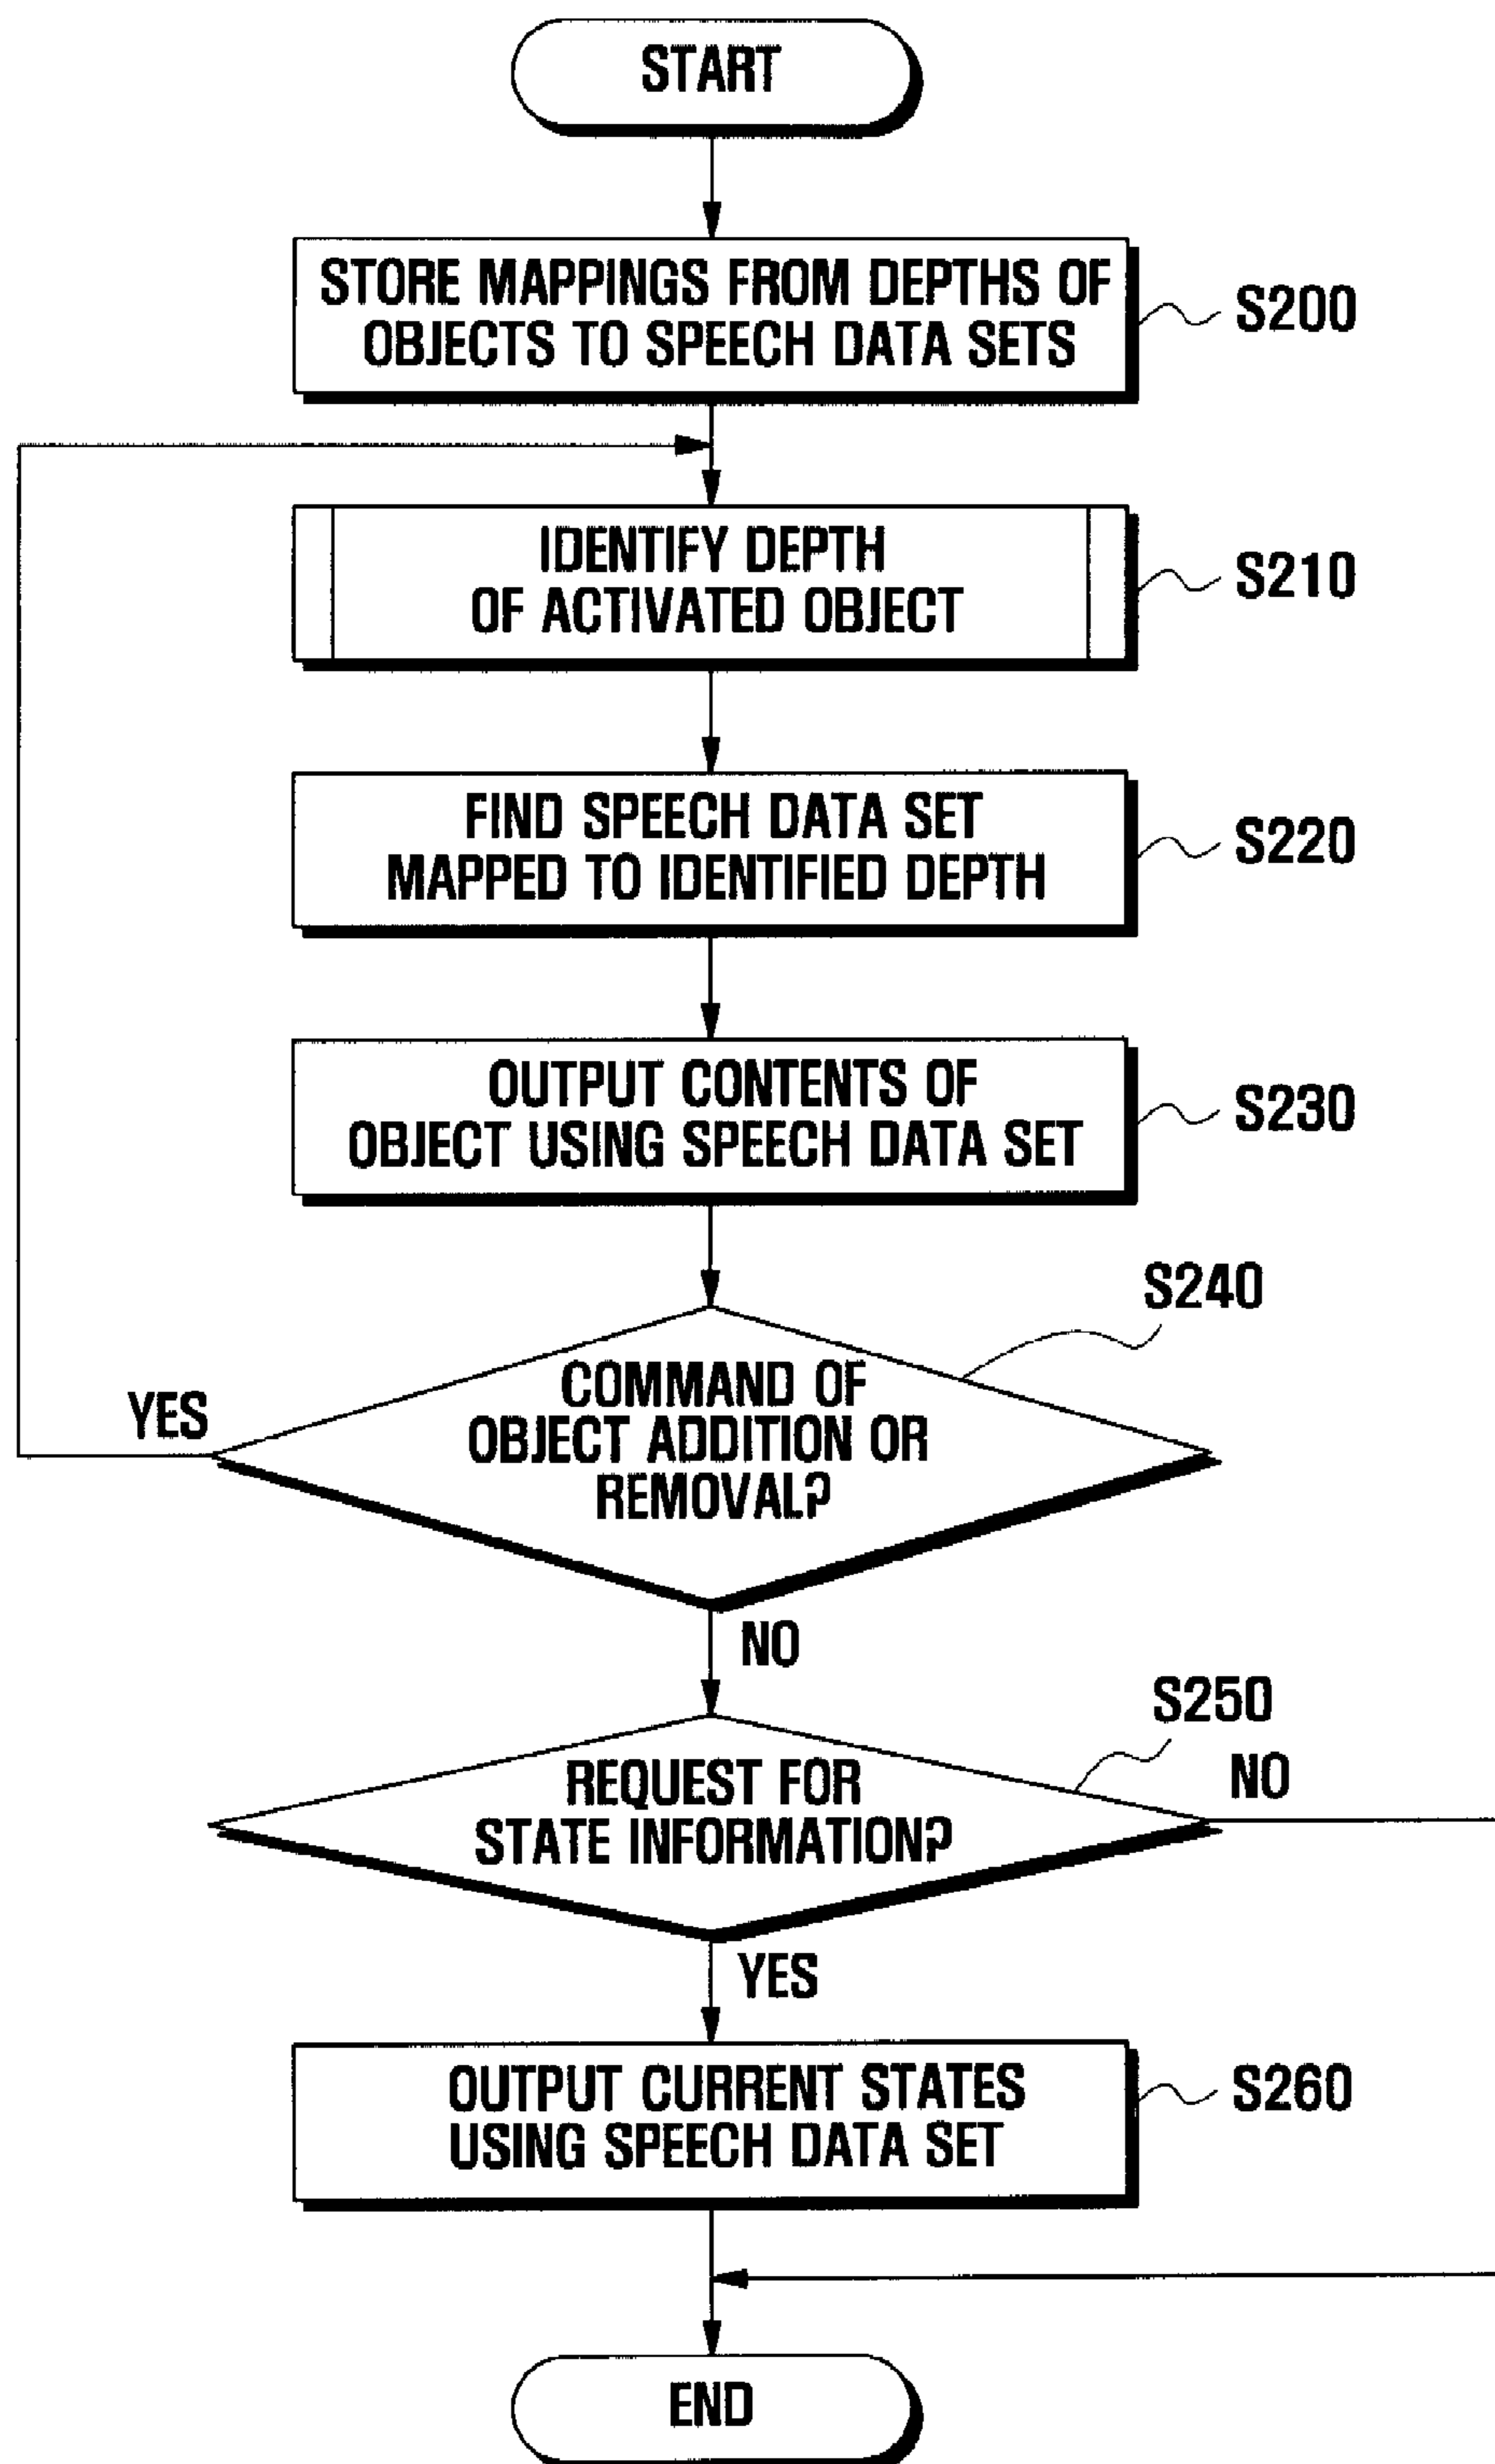 START
STORE MAPPINGS FROM DEPTHS OF
OBJECTS TO SPEECH DATA SETS
S200
IDENTIFY DEPTH
OF ACTIVATED OBJECT
S210
FIND SPEECH DATA SET
MAPPED TO IDENTIFIED DEPTH
S220
OUTPUT CONTENTS OF
OBJECT USING SPEECH DATA SET
S230
S240
COMMAND OF
OBJECT ADDITION OR
REMOVAL?
YES
NO
S250
REQUEST FOR
STATE INFORMATION?
NO
YES
OUTPUT CURRENT STATES
USING SPEECH DATA SET
S260
END